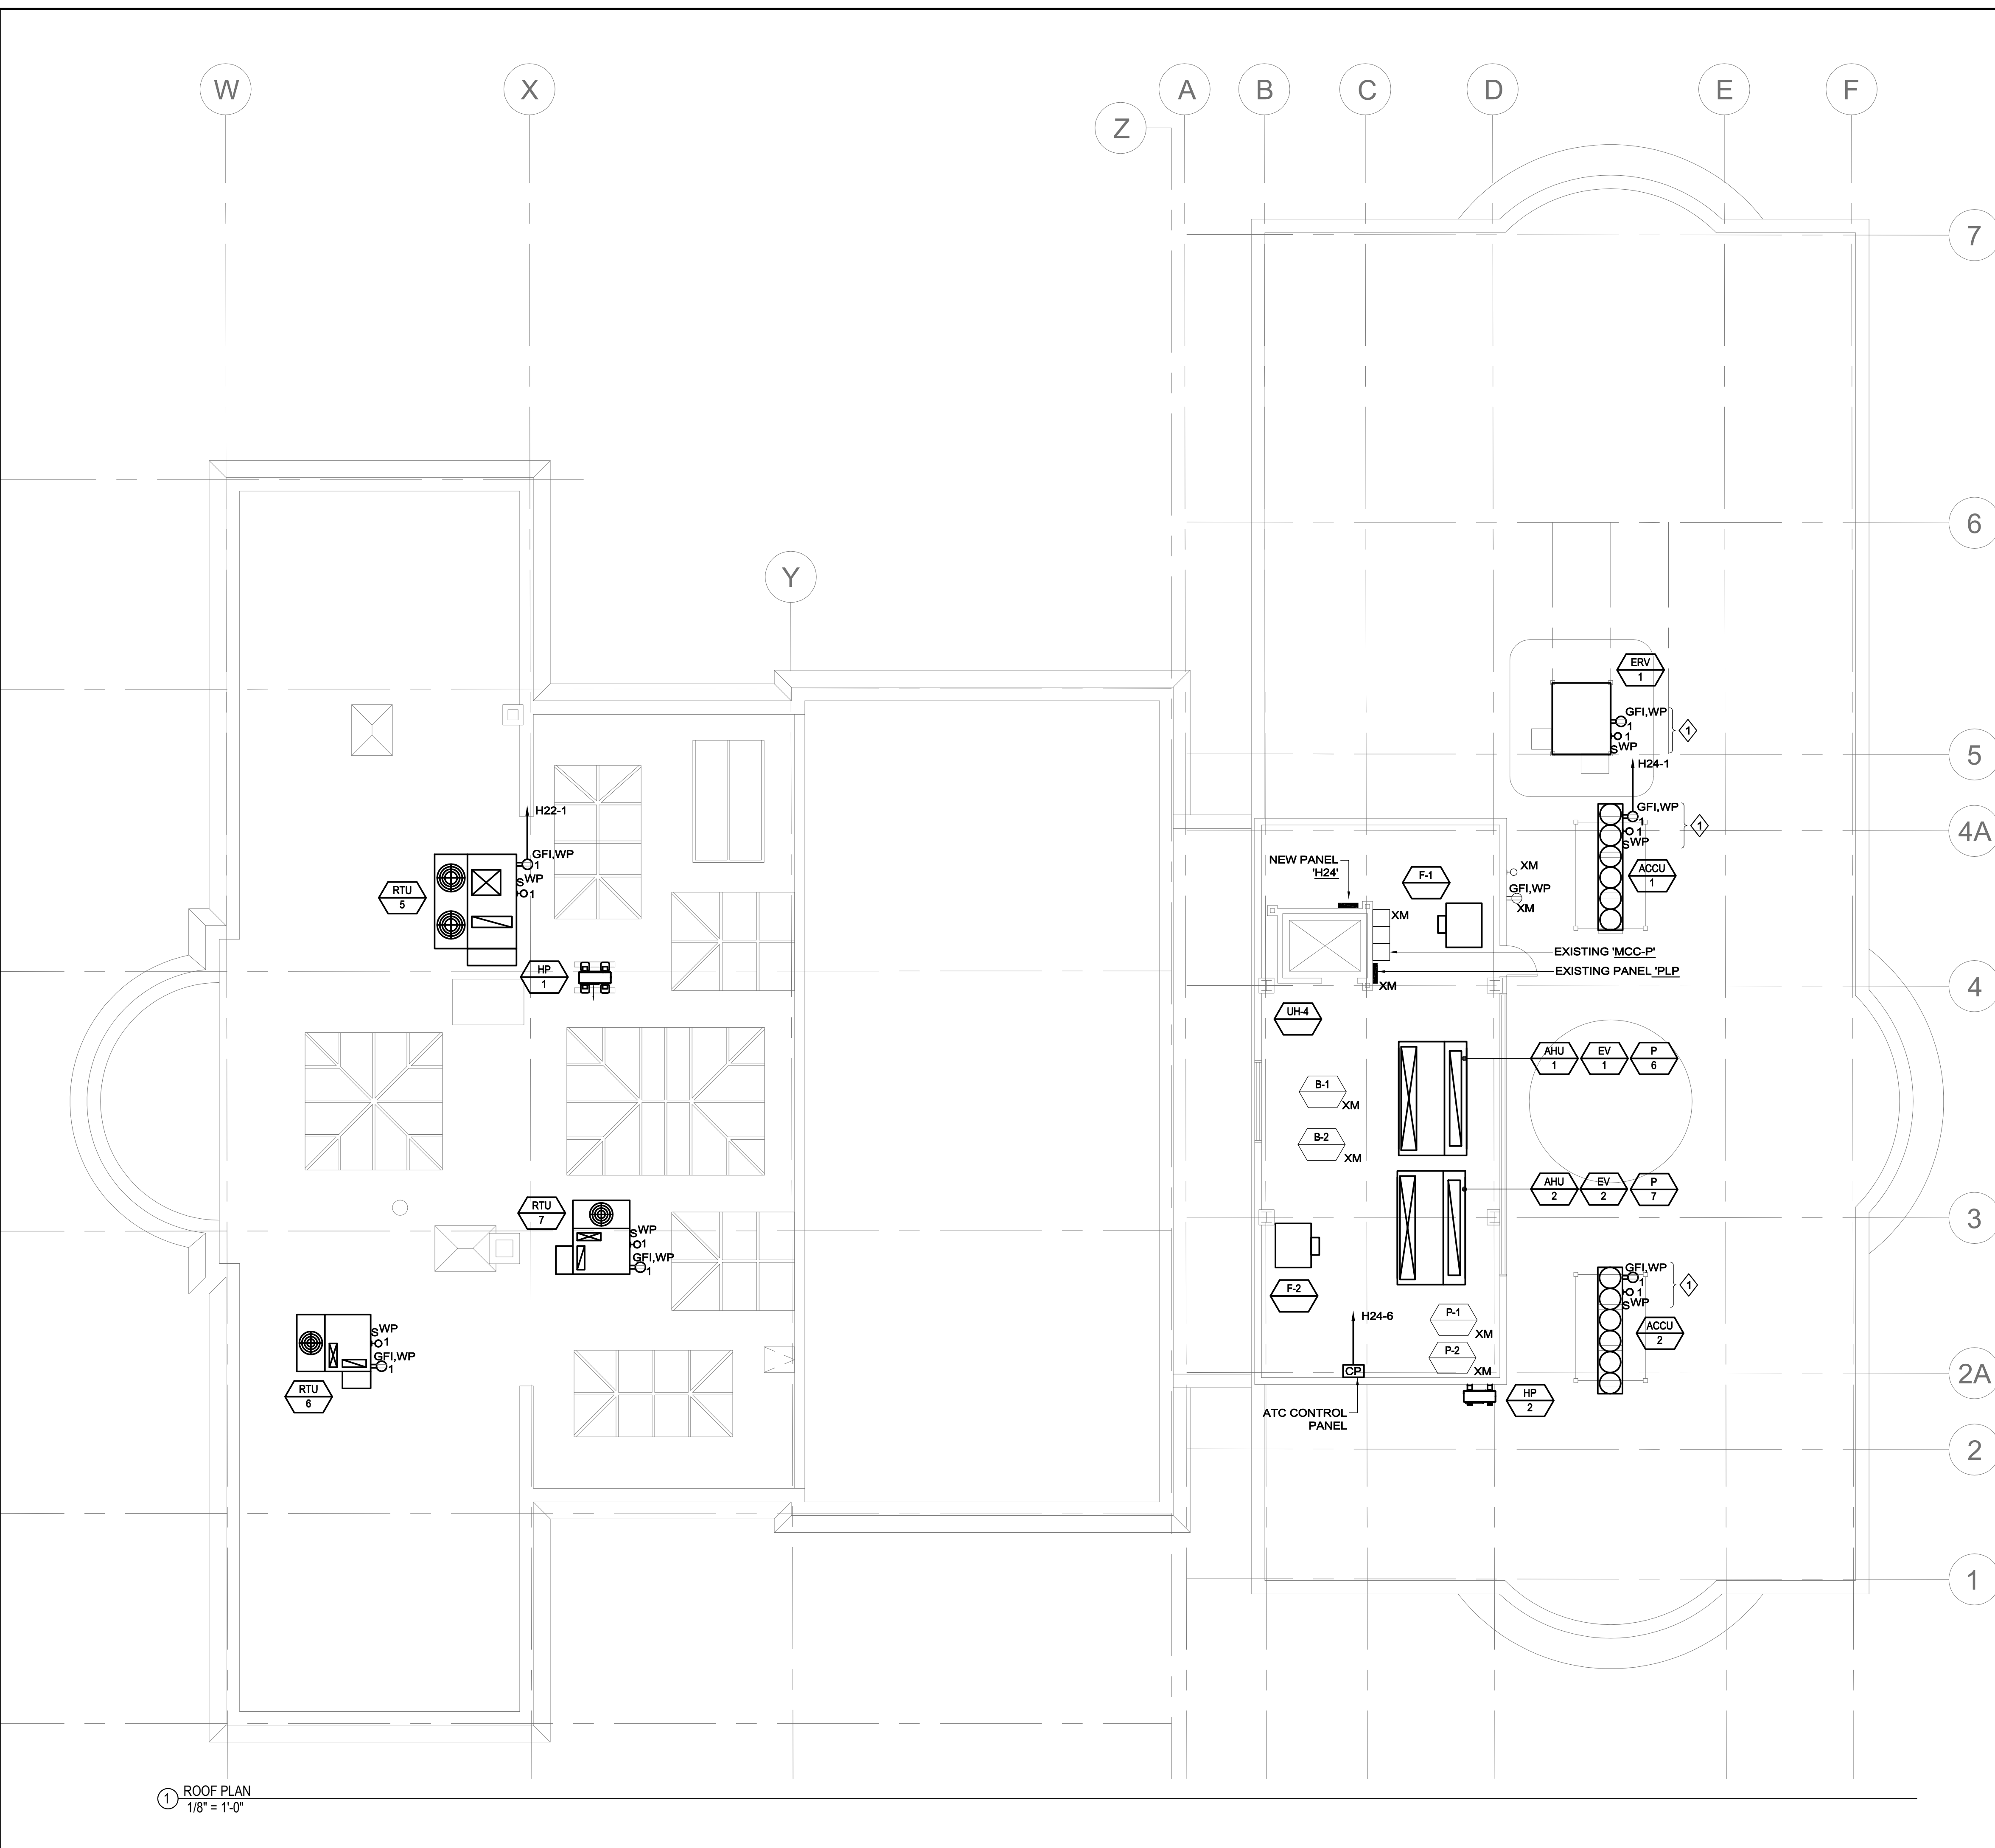 W
X
A
B
C
D
E
F
Z
7
6
Y
ERV
1
GFI,WP
1
1
1
S WP
5
H24-1
H22-1
GFI,WP
1
1
1
S WP
4A
GFI,WP
1
S WP
1
RTU
5
NEW PANEL
'H24'
F-1
XM
ACCU
1
GFI,WP
XM
XM
EXISTING 'MCC-P'
HP
1
EXISTING PANEL 'PLP
XM
4
UH-4
AHU
1
EV
1
P
6
B-1
XM
B-2
XM
AHU
2
EV
2
P
7
RTU
7
S WP
1
GFI,WP
1
3
F-2
GFI,WP
1
1
1
S WP
H24-6
P-1
XM
ACCU
2
S WP
1
GFI,WP
1
P-2
XM
CP
2A
RTU
6
HP
2
ATC CONTROL
PANEL
2
1
1
ROOF PLAN
1/8" = 1'-0"